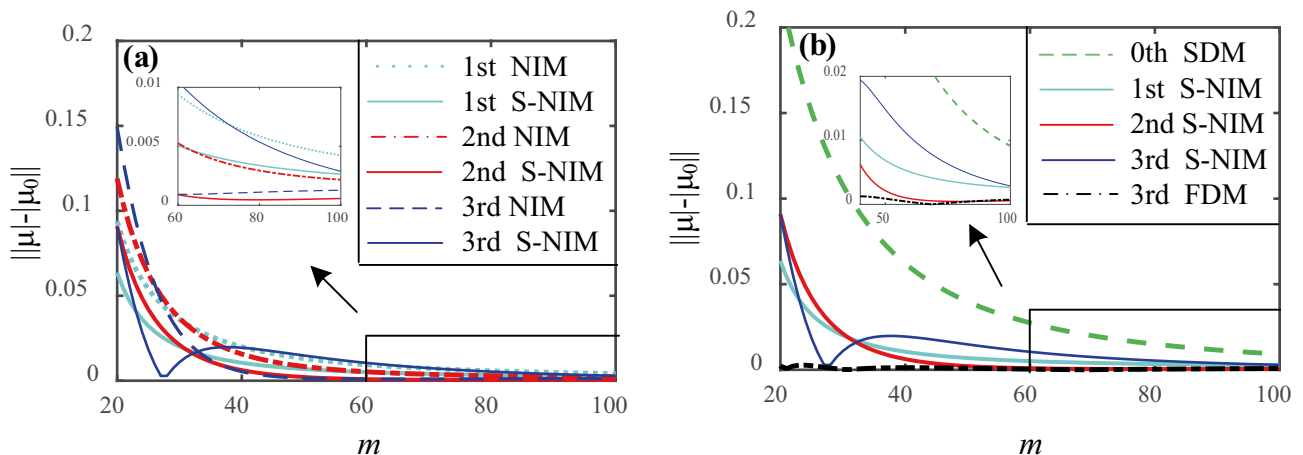 (a)
||μ|-|μ0||
0.2
0.15
0.1
0.05
0
20
40
60
80
100
m
0.01
0.005
0
60
80
100
1st NIM
1st S-NIM
2nd NIM
2nd S-NIM
3rd NIM
3rd S-NIM
(b)
||μ|-|μ0||
0.2
0.15
0.1
0.05
0
20
40
60
80
100
m
0.02
0.01
0
50
100
0th SDM
1st S-NIM
2nd S-NIM
3rd S-NIM
3rd FDM